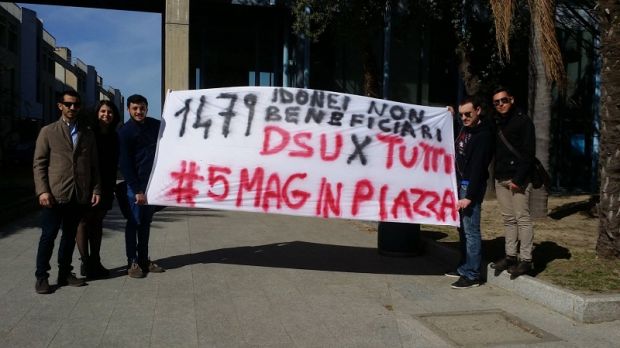 1479 IDONEI NON
BENEFICIARI
DSU X TUTTI
#5 MAG IN PIAZZA